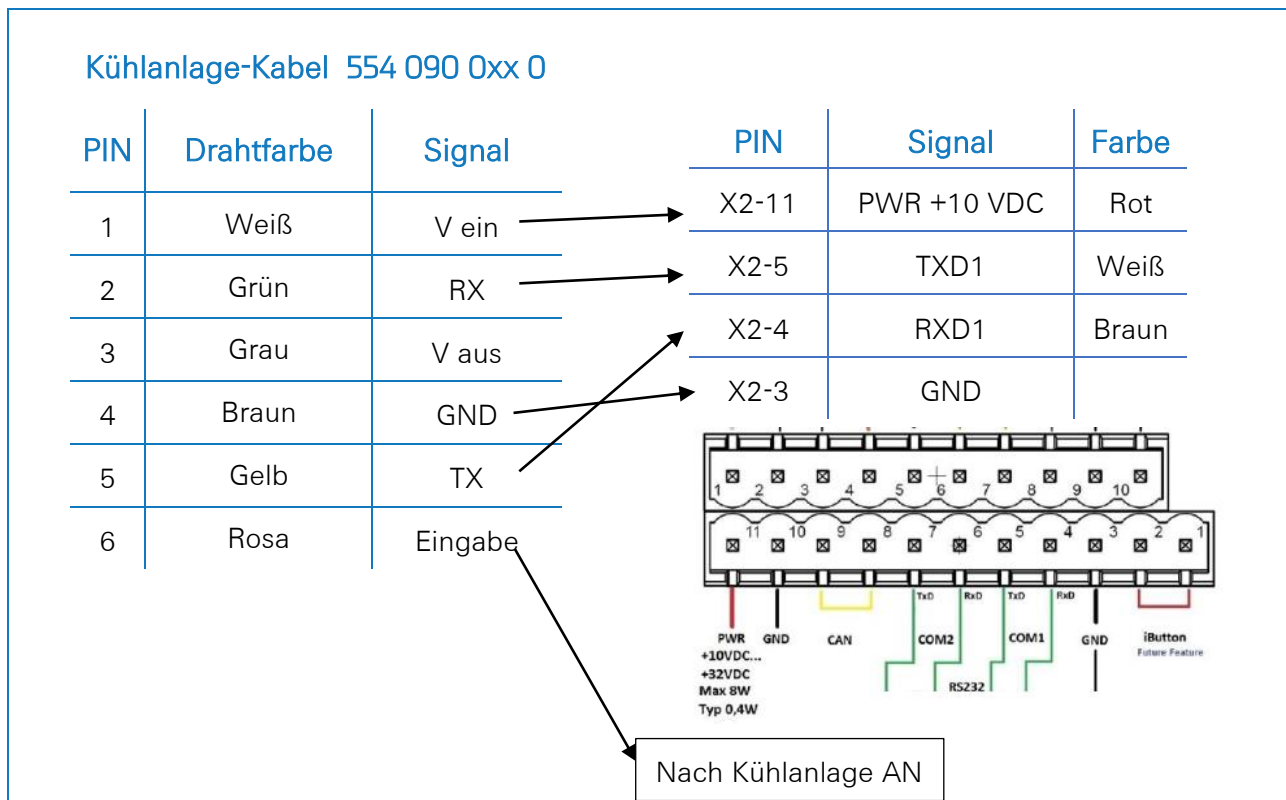 Kühlanlage-Kabel 554 090 0xx 0
PIN Drahtfarbe Signal
1 Weiß V ein
2 Grün RX
3 Grau V aus
4 Braun GND
5 Gelb TX
6 Rosa Eingabe
PIN Signal Farbe
X2-11 PWR +10 VDC Rot
X2-5 TXD1 Weiß
X2-4 RXD1 Braun
X2-3 GND
1 2 3 4 5 6 7 8 9 10
11 10 9 8 7 6 5 4 3 2 1
TxD RxD TxD RxD
PWR GND CAN COM2 COM1 GND iButton
+10VDC... Future Feature
+32VDC RS232
Max 8W
Typ 0,4W
Nach Kühlanlage AN